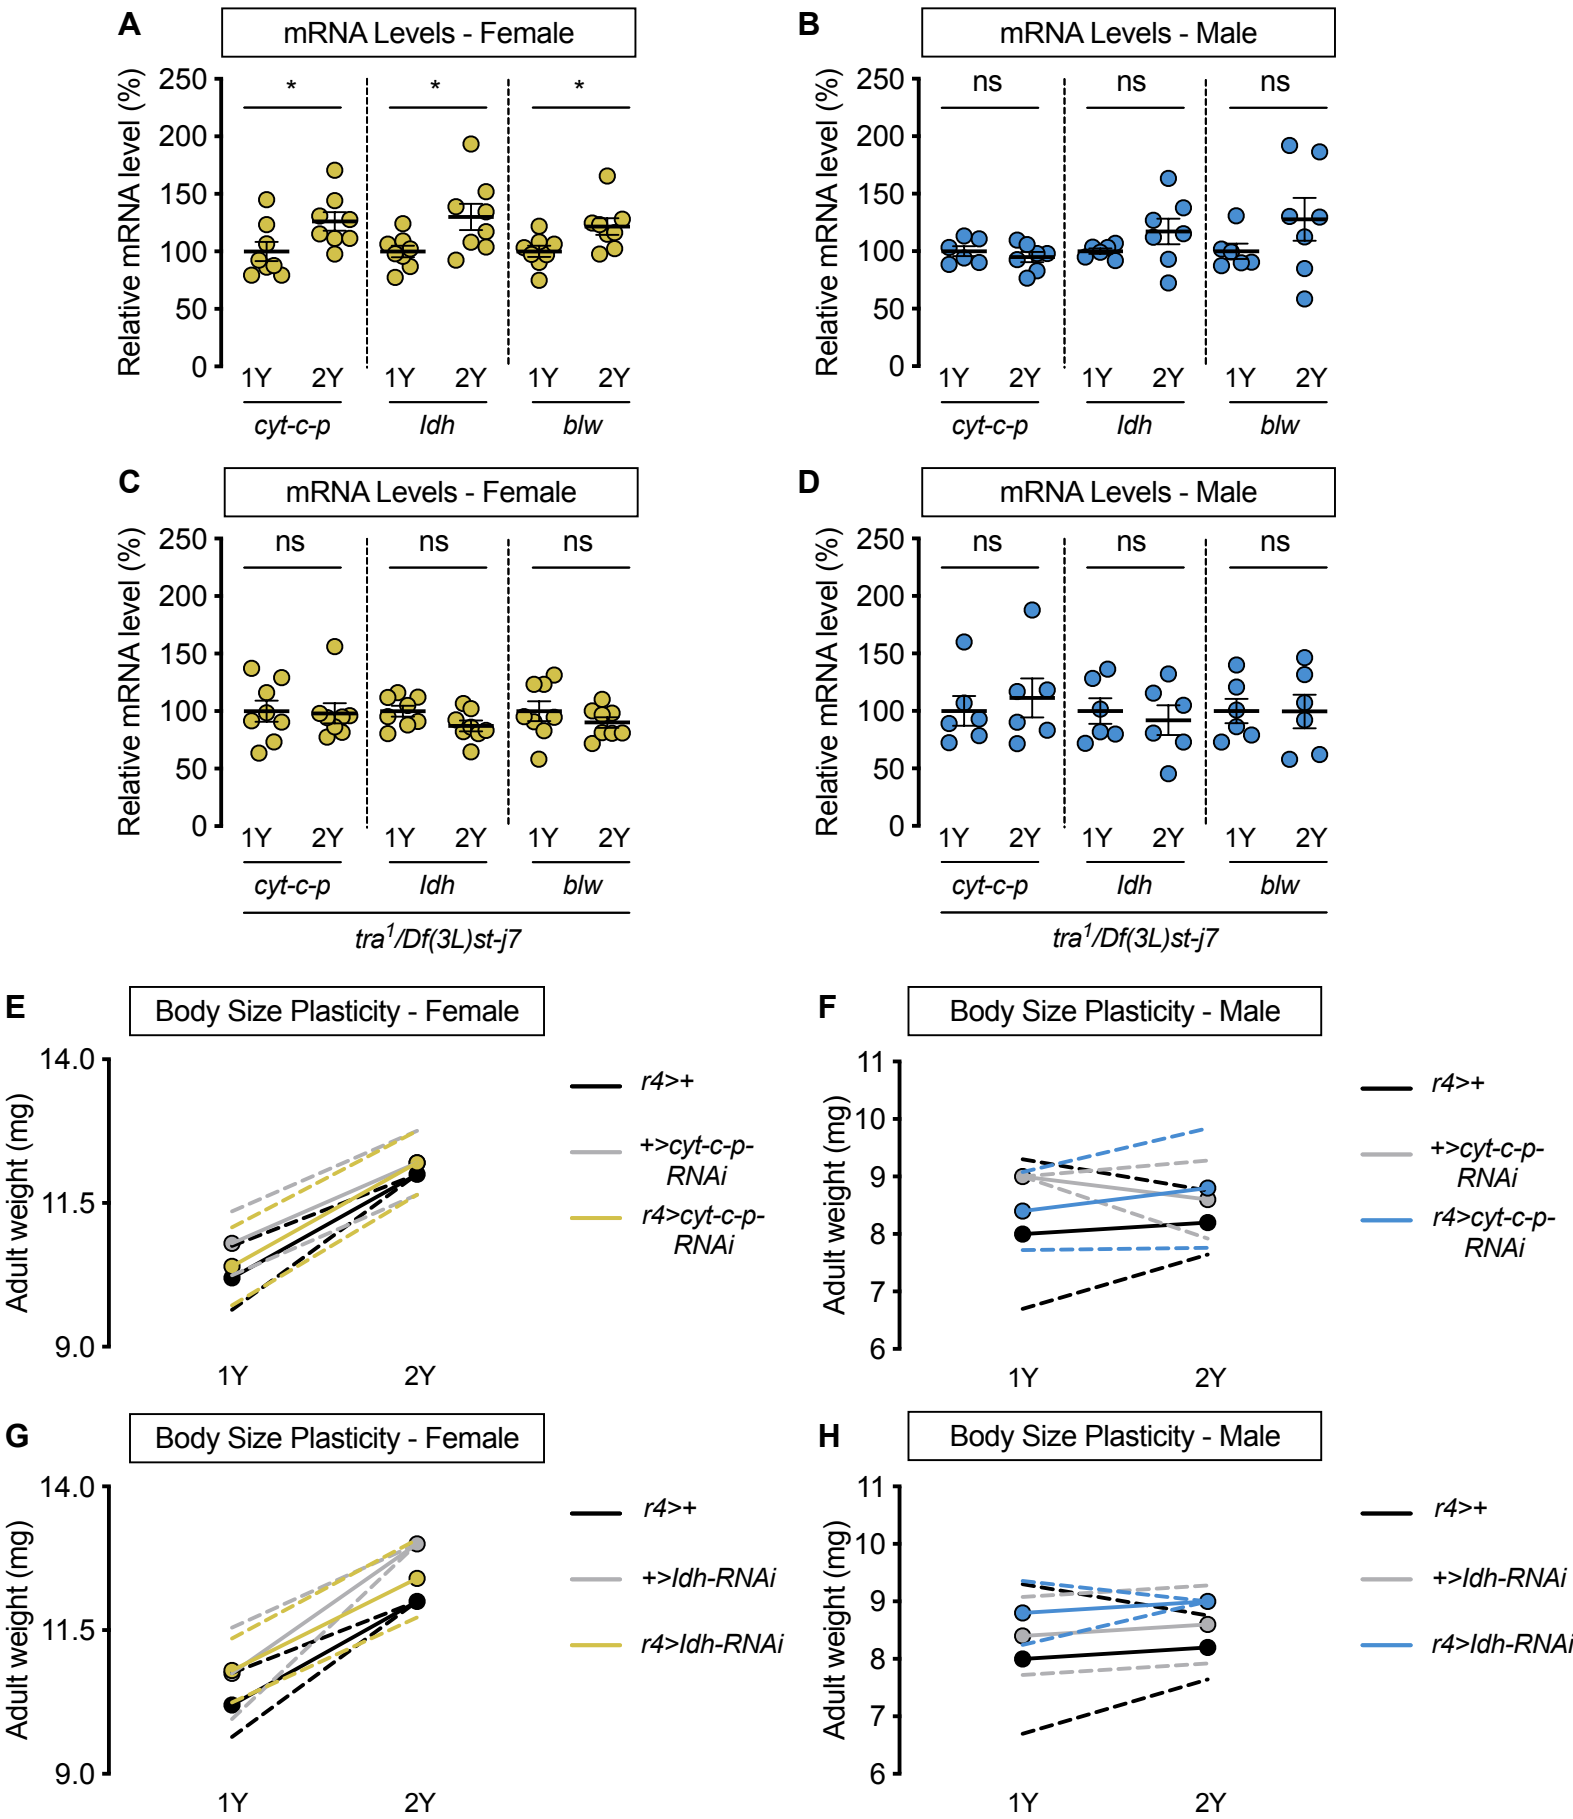 A
mRNA Levels - Female
Relative mRNA level (%)
250
200
150
100
50
0
*
*
*
1Y 2Y 1Y 2Y 1Y 2Y
cyt-c-p ldh blw
B
mRNA Levels - Male
Relative mRNA level (%)
250
200
150
100
50
0
ns
ns
ns
1Y 2Y 1Y 2Y 1Y 2Y
cyt-c-p ldh blw
C
mRNA Levels - Female
Relative mRNA level (%)
250
200
150
100
50
0
ns
ns
ns
1Y 2Y 1Y 2Y 1Y 2Y
cyt-c-p ldh blw
tra1/Df(3L)st-j7
D
mRNA Levels - Male
Relative mRNA level (%)
250
200
150
100
50
0
ns
ns
ns
1Y 2Y 1Y 2Y 1Y 2Y
cyt-c-p ldh blw
tra1/Df(3L)st-j7
E
Body Size Plasticity - Female
Adult weight (mg)
14.0
11.5
9.0
1Y 2Y
r4>+
+>cyt-c-p-
RNAi
r4>cyt-c-p-
RNAi
F
Body Size Plasticity - Male
Adult weight (mg)
11
10
9
8
7
6
1Y 2Y
r4>+
+>cyt-c-p-
RNAi
r4>cyt-c-p-
RNAi
G
Body Size Plasticity - Female
Adult weight (mg)
14.0
11.5
9.0
1Y 2Y
r4>+
+>ldh-RNAi
r4>ldh-RNAi
H
Body Size Plasticity - Male
Adult weight (mg)
11
10
9
8
7
6
1Y 2Y
r4>+
+>ldh-RNAi
r4>ldh-RNAi